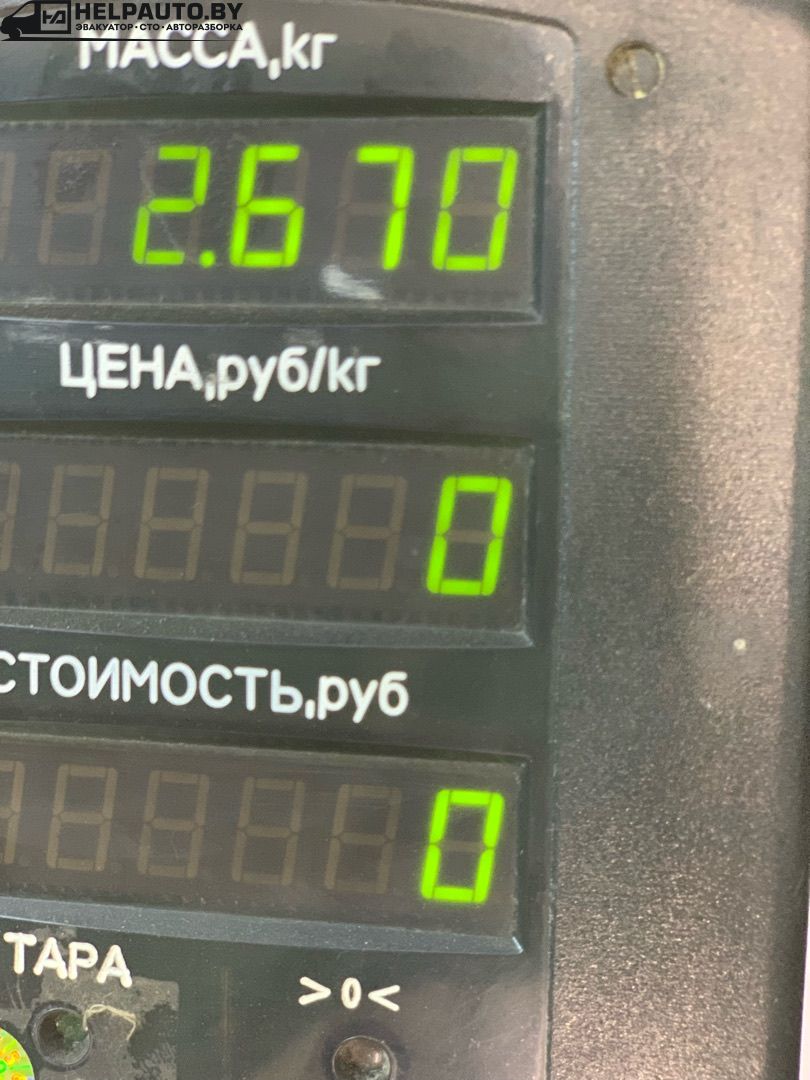 HELPAUTO.BY
ЭВАКУАТОР • СТО • АВТОРАЗБОРКА
МАССА,кг
2.670
ЦЕНА,руб/кг
0
СТОИМОСТЬ,руб
0
ТАРА
>0<